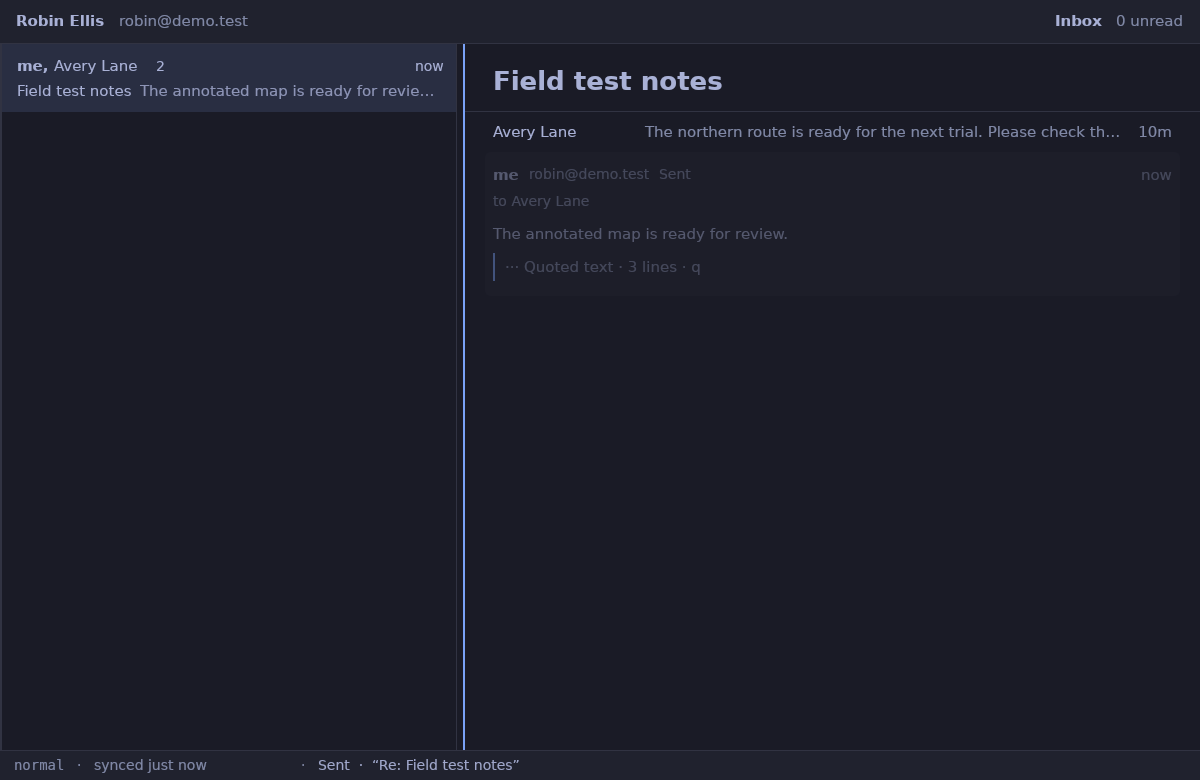 Robin Ellis robin@demo.test Inbox 0 unread
me, Avery Lane 2 now
Field test notes The annotated map is ready for revie…
Field test notes
Avery Lane The northern route is ready for the next trial. Please check th… 10m
me robin@demo.test Sent now
to Avery Lane
The annotated map is ready for review.
··· Quoted text · 3 lines · q
normal · synced just now · Sent · “Re: Field test notes”